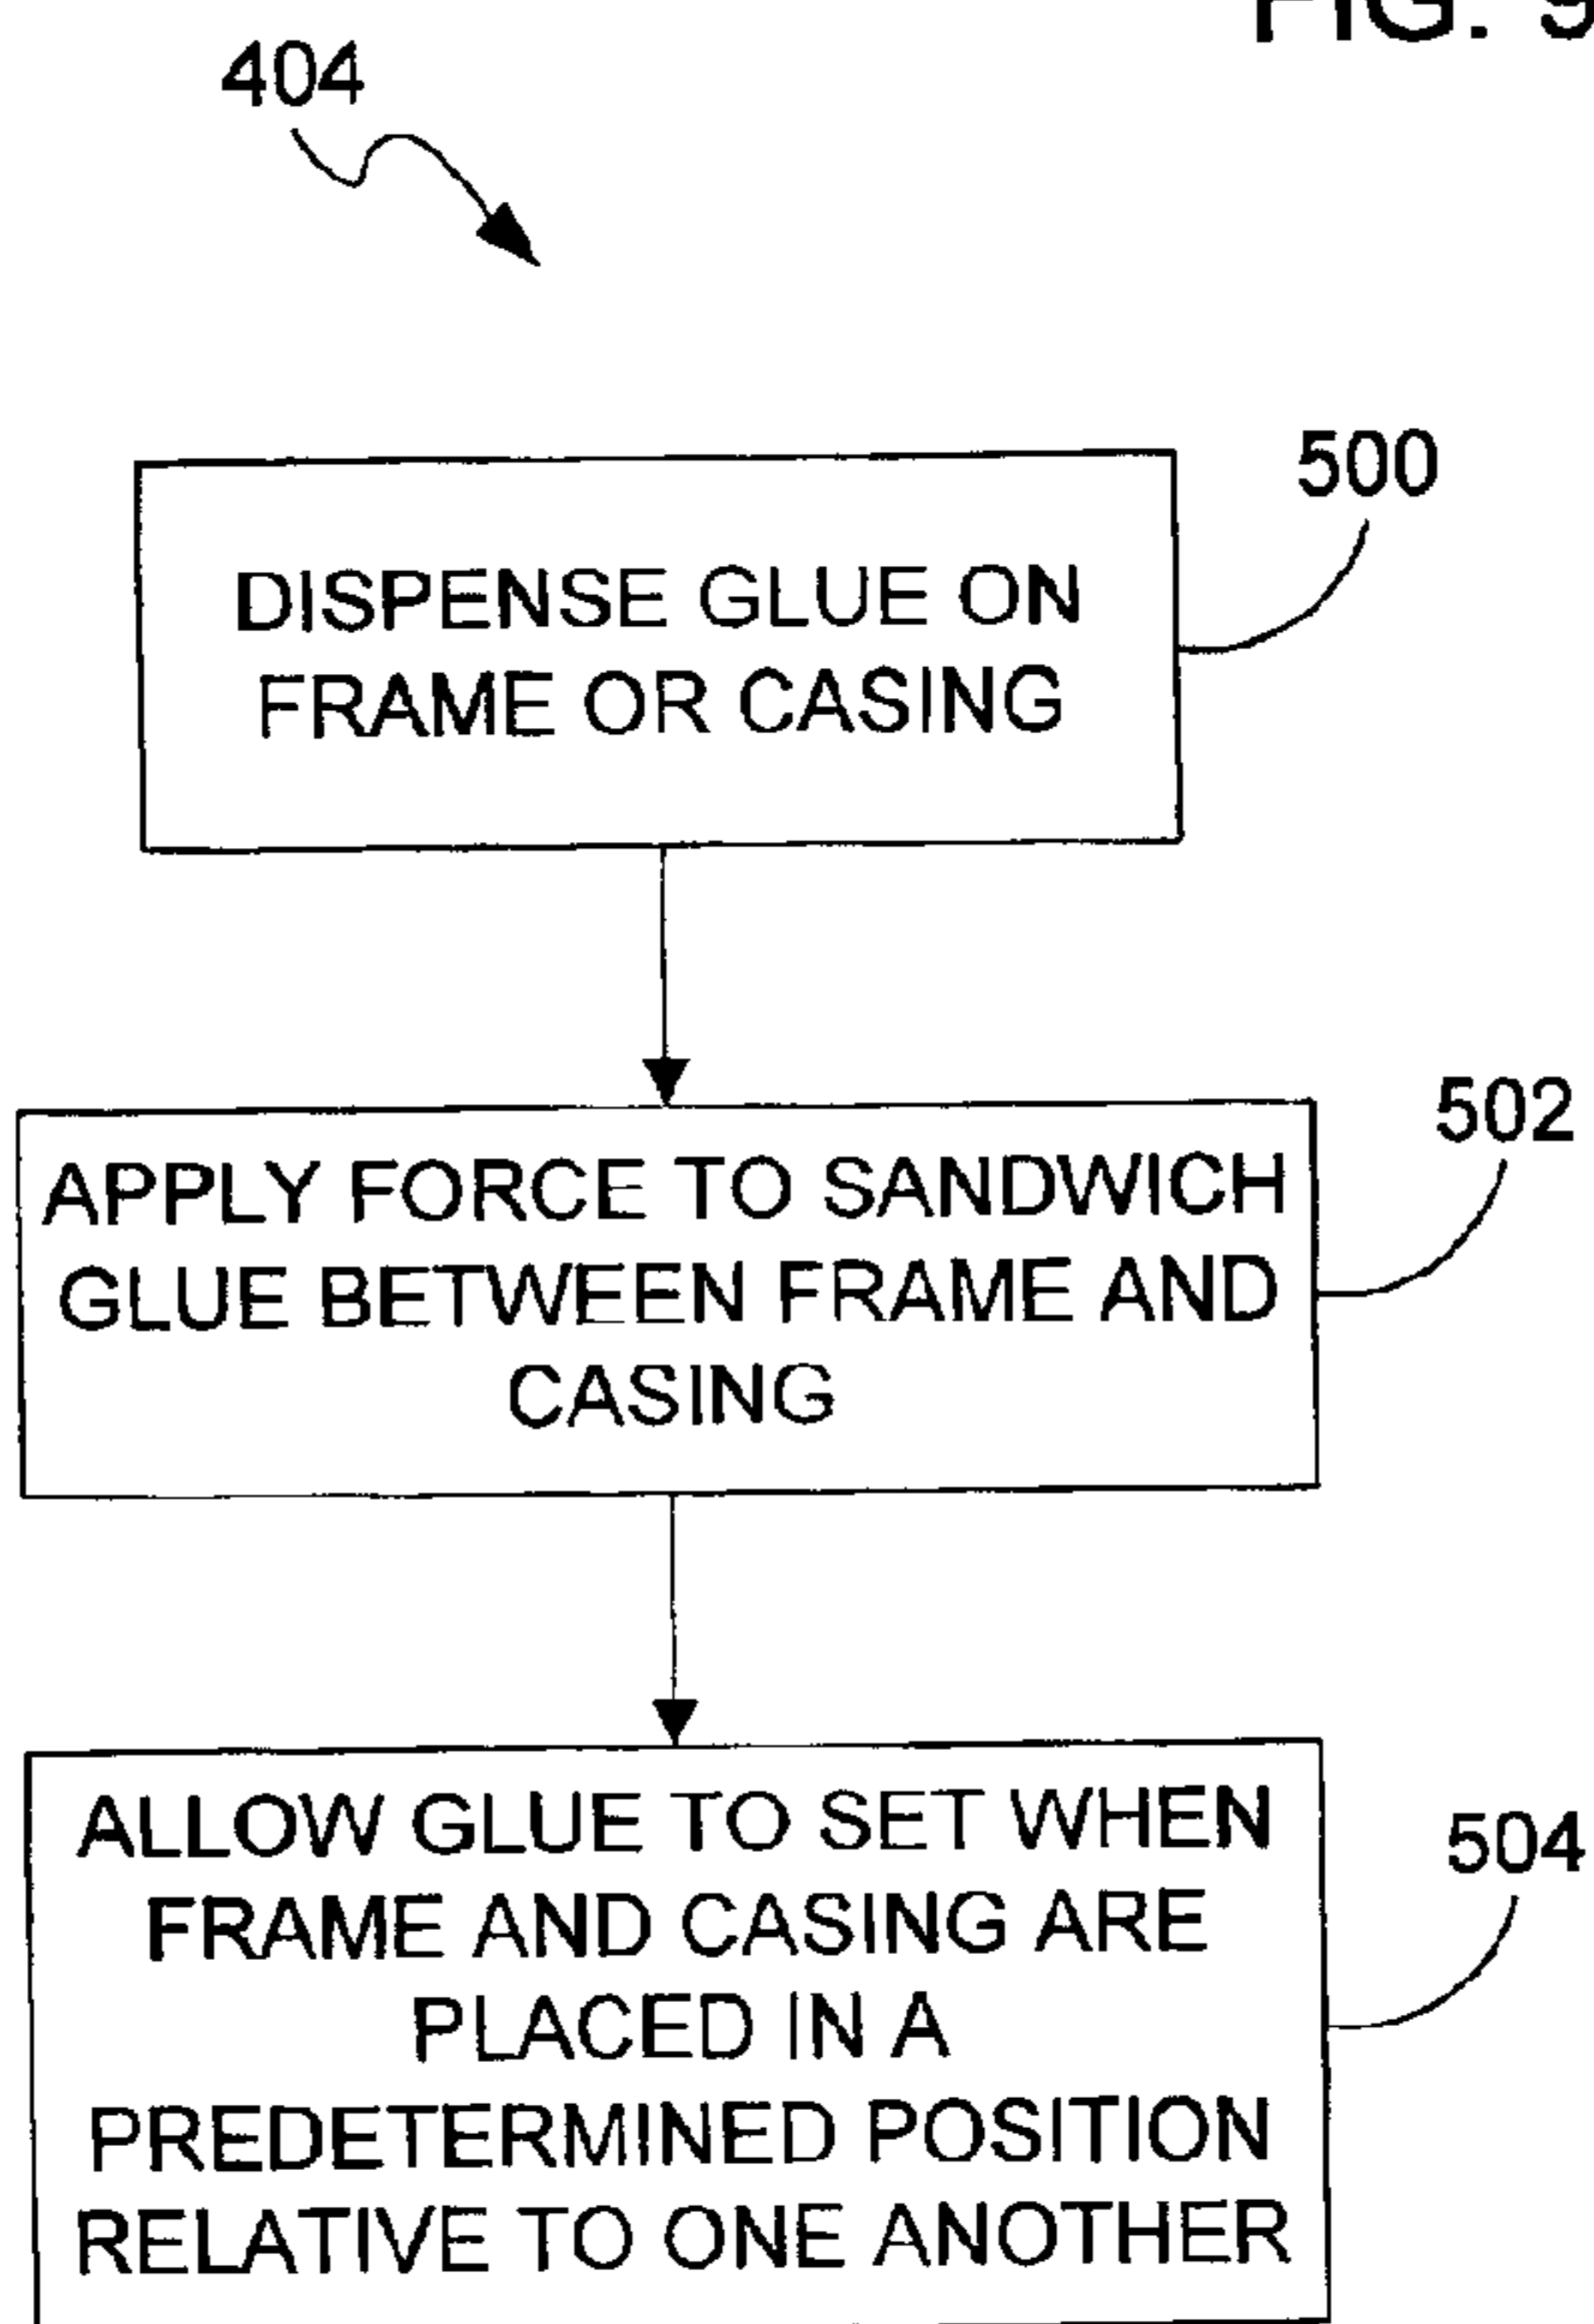 FIG. 9
404
500
DISPENSE GLUE ON
FRAME OR CASING
502
APPLY FORCE TO SANDWICH
GLUE BETWEEN FRAME AND
CASING
504
ALLOW GLUE TO SET WHEN
FRAME AND CASING ARE
PLACED IN A
PREDETERMINED POSITION
RELATIVE TO ONE ANOTHER